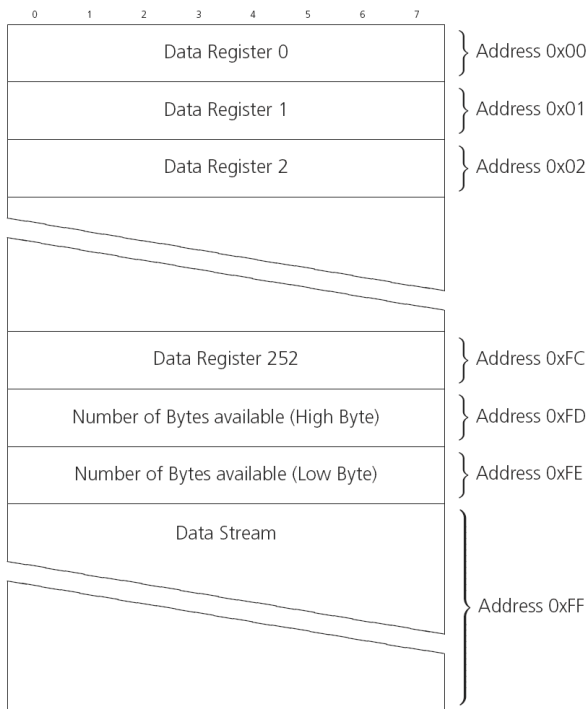 0 1 2 3 4 5 6 7
Data Register 0 Address 0x00
Data Register 1 Address 0x01
Data Register 2 Address 0x02
Data Register 252 Address 0xFC
Number of Bytes available (High Byte) Address 0xFD
Number of Bytes available (Low Byte) Address 0xFE
Data Stream
Address 0xFF